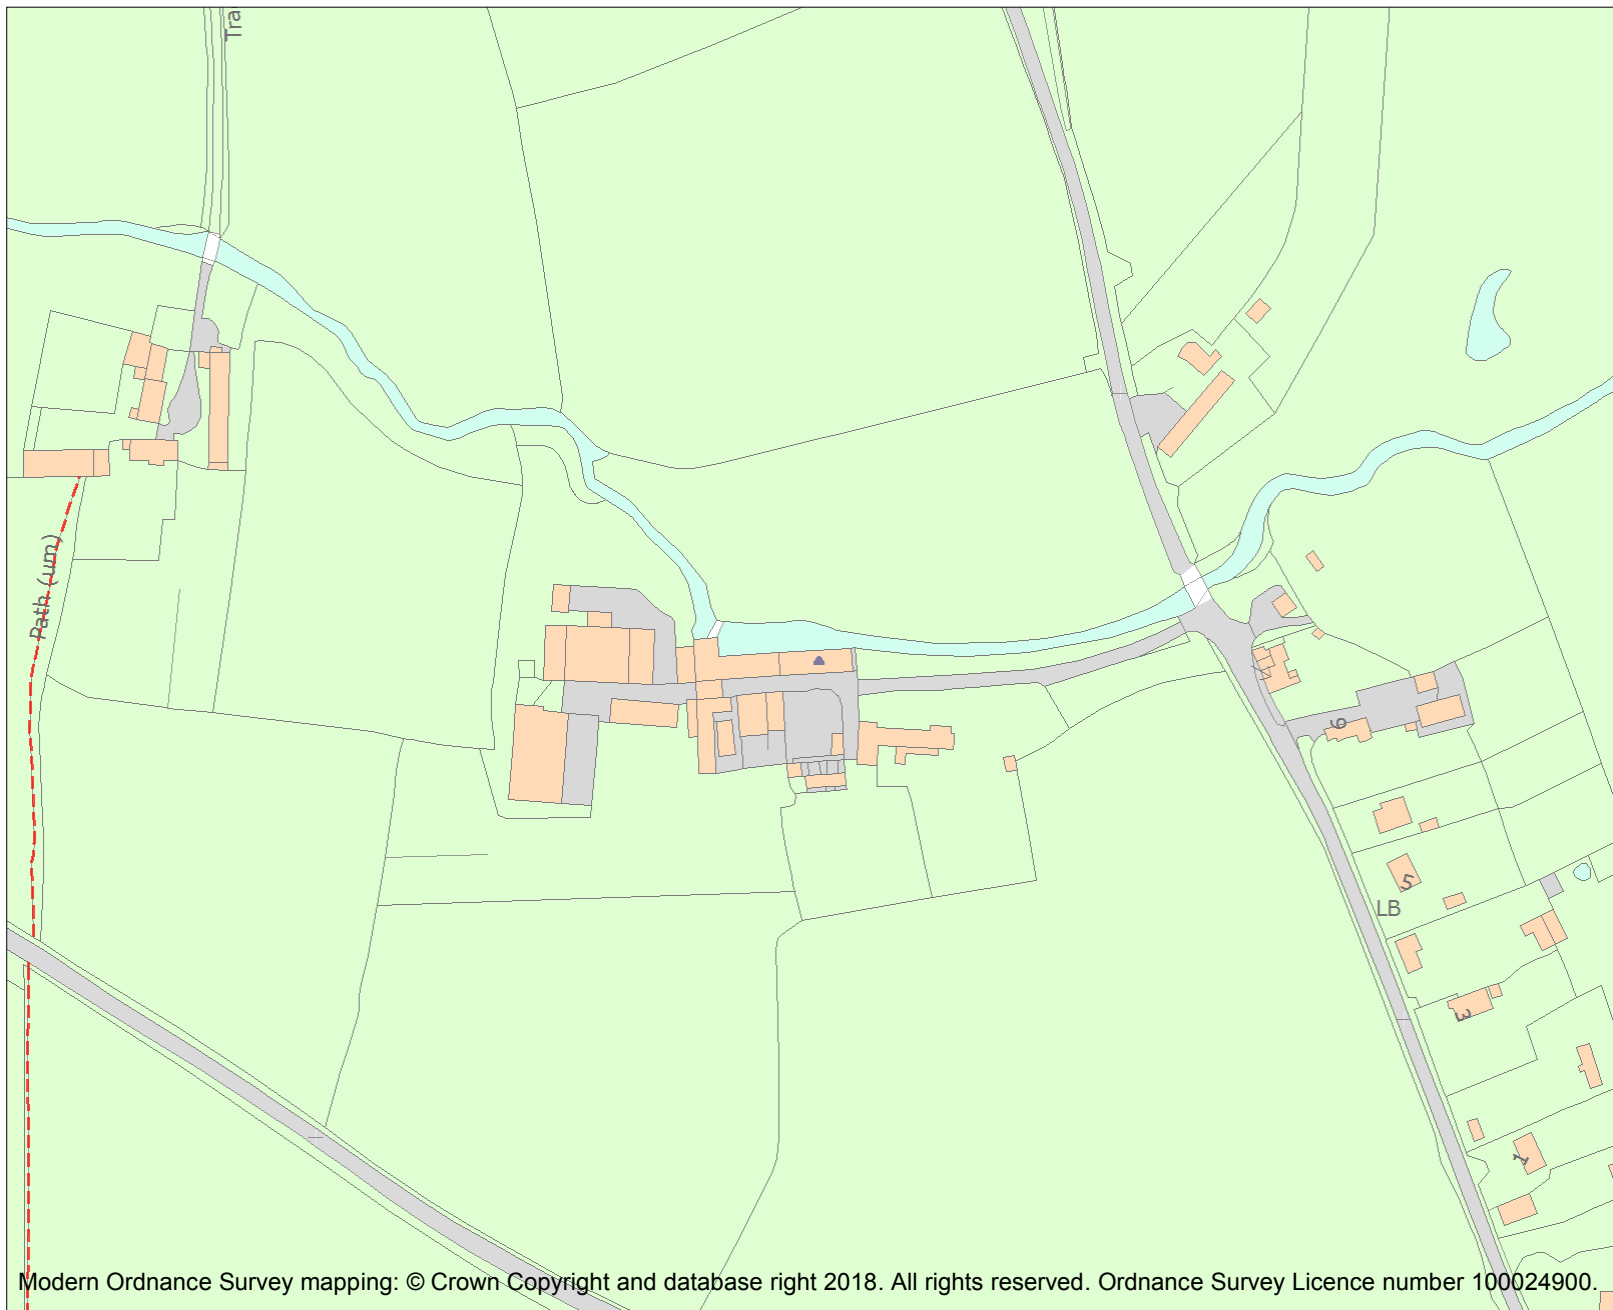 Tra
Path (um)
6
5
LB
3
1
Modern Ordnance Survey mapping: © Crown Copyright and database right 2018. All rights reserved. Ordnance Survey Licence number 100024900.